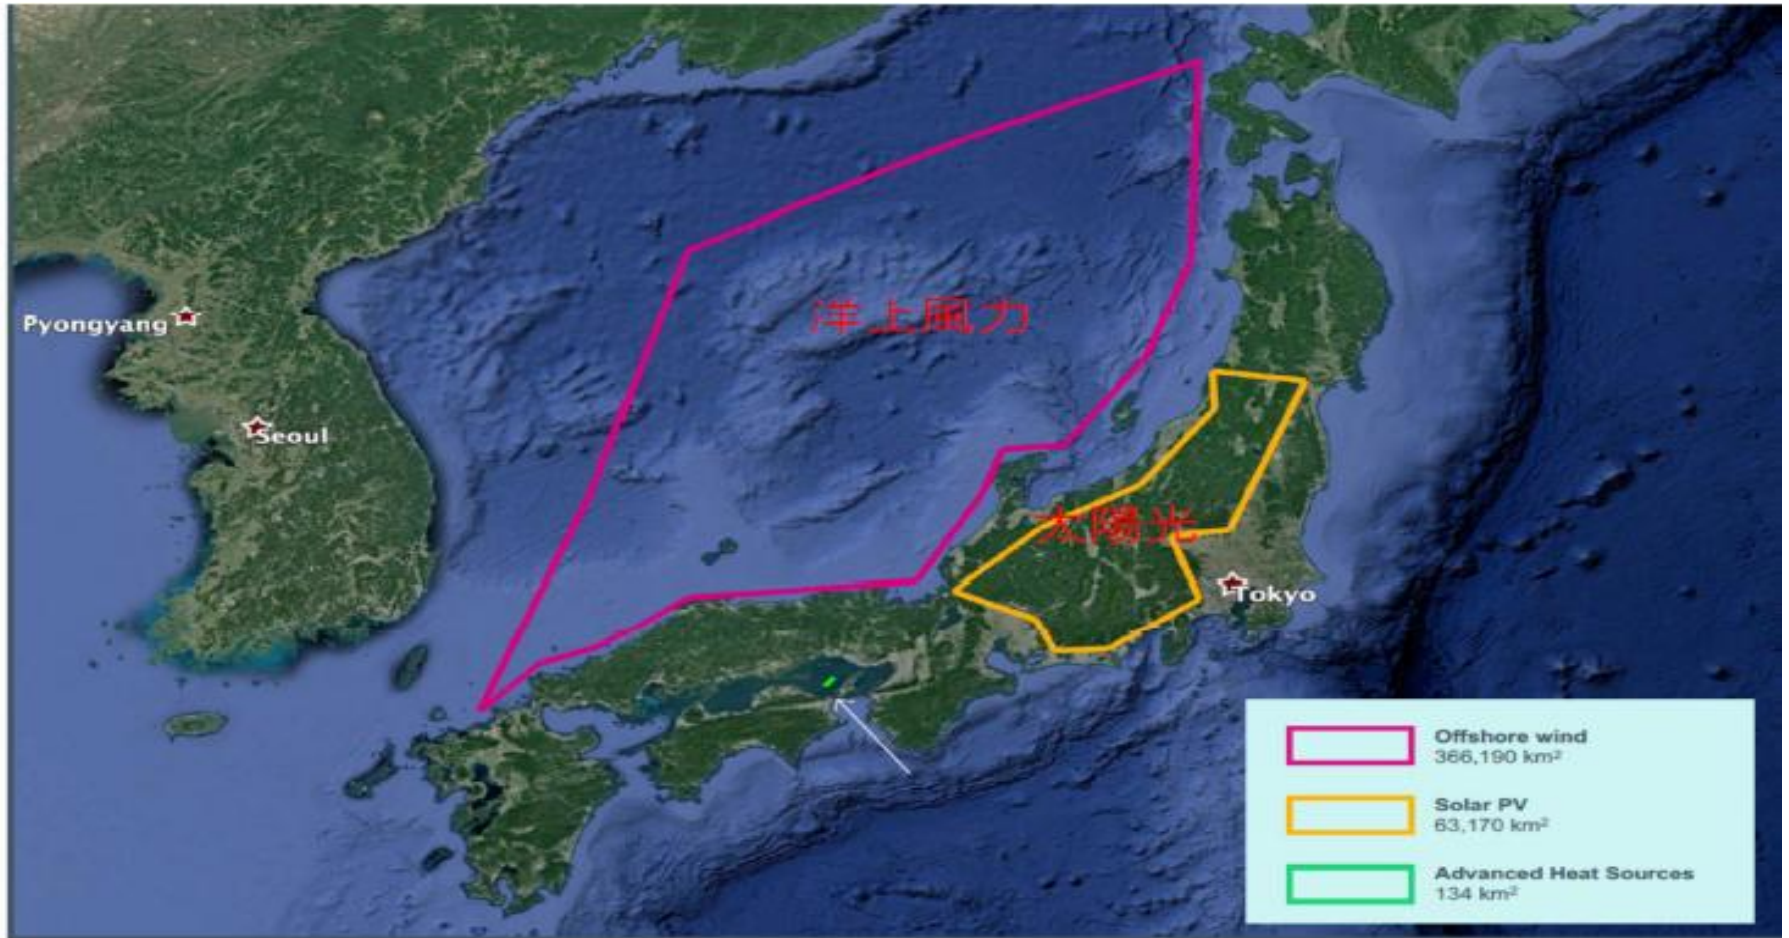 洋上風力
Pyongyang
Seoul
太陽光
Tokyo
Offshore wind
366,190 km²
Solar PV
63,170 km²
Advanced Heat Sources
134 km²